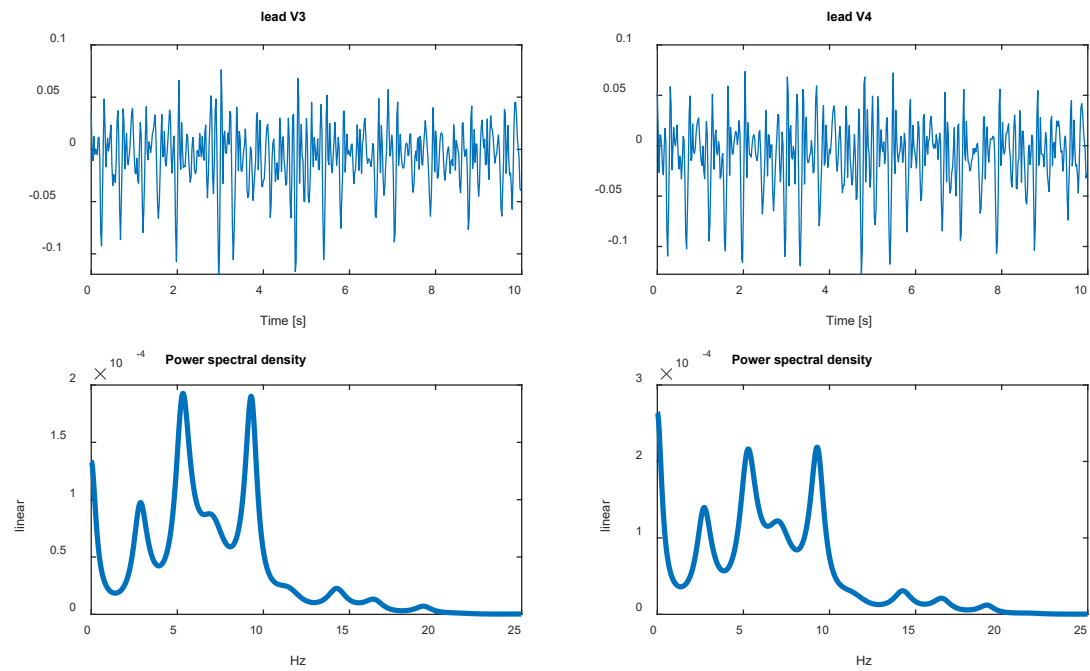 lead V3
0.1
0.05
0
-0.05
-0.1
0 2 4 6 8 10
Time [s]
lead V4
0.1
0.05
0
-0.05
-0.1
0 2 4 6 8 10
Time [s]
× 10 -4
Power spectral density
2
1.5
1
0.5
0
linear
0 5 10 15 20 25
Hz
× 10 -4
Power spectral density
3
2
1
0
linear
0 5 10 15 20 25
Hz